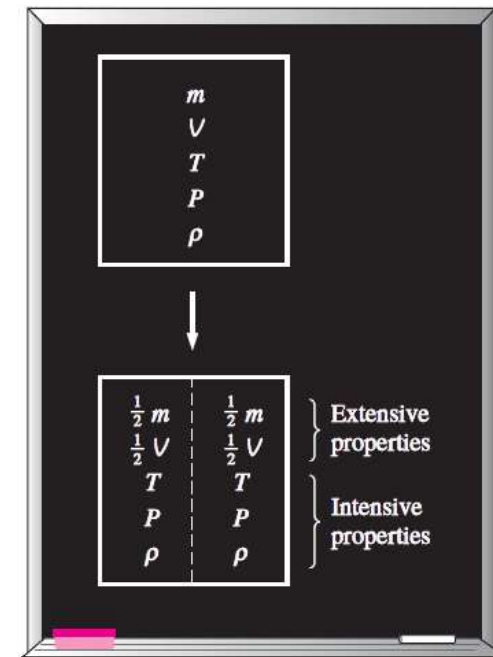 m
V
T
P
ρ
1/2 m 1/2 m
1/2 V 1/2 V
Extensive
properties
T T
P P
ρ ρ
Intensive
properties